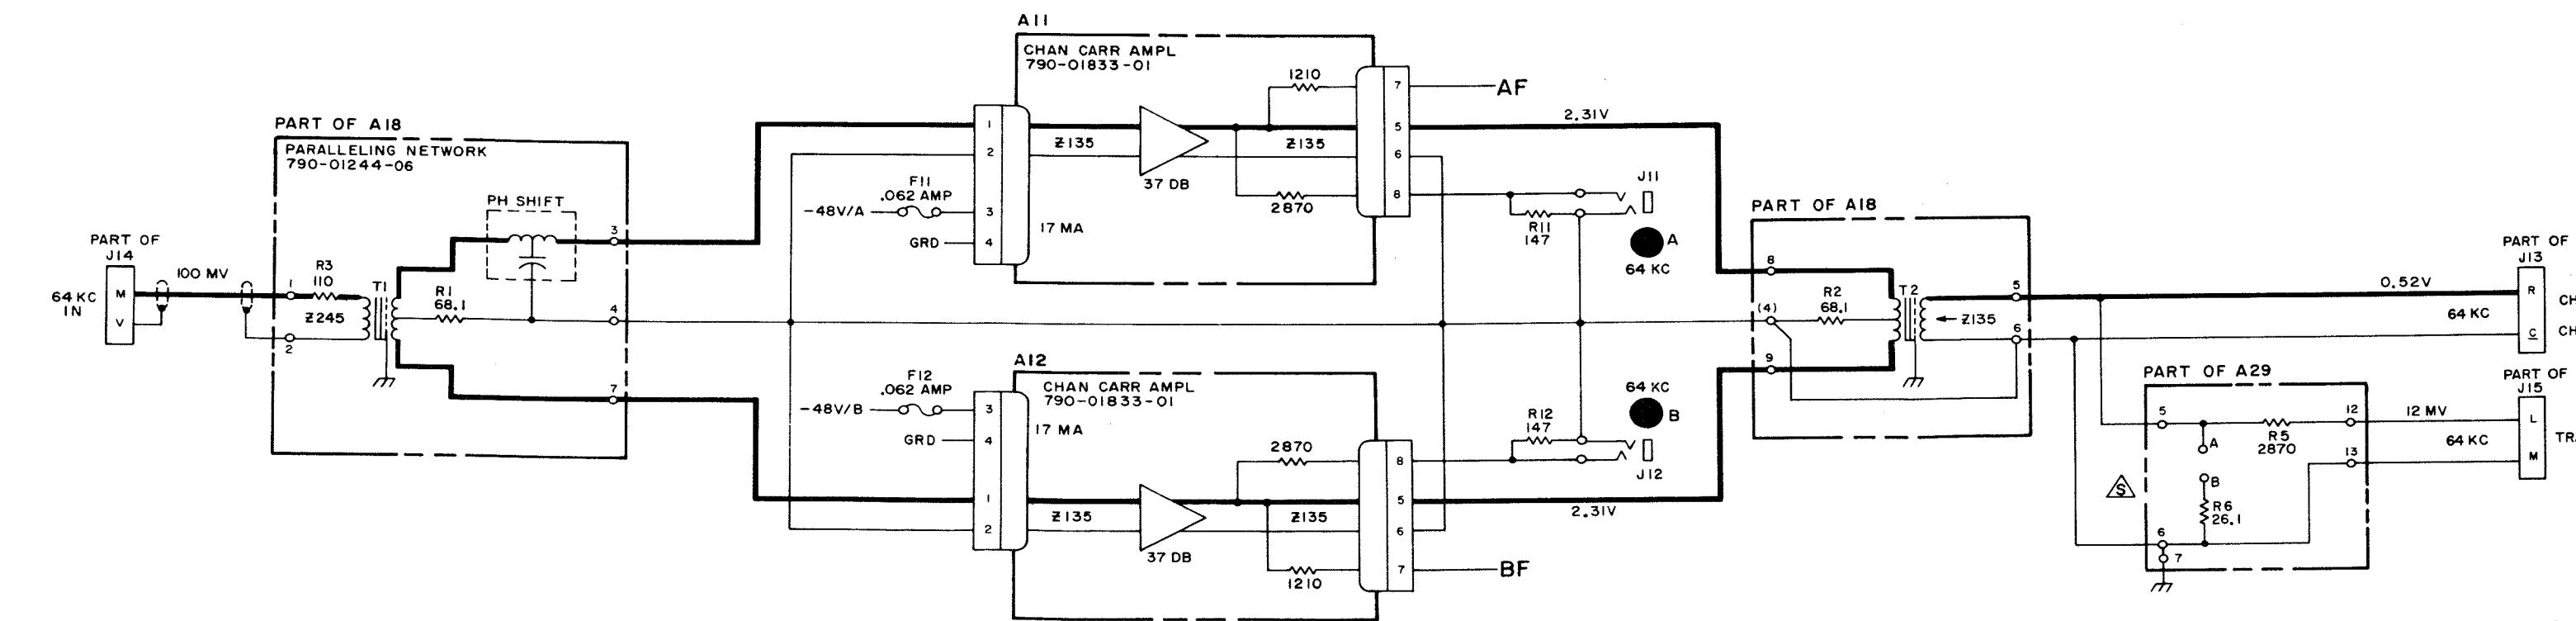 PART OF A18
PARALLELING NETWORK
790-01244-06
PH SHIFT
PART OF
J14
100 MV
64 KC
IN
M
V
1
2
R3
110
Z245
T1
R1
68.1
3
4
7
A11
CHAN CARR AMPL
790-01833-01
1
2
3
4
F11
.062 AMP
-48V/A
GRD
17 MA
Z135
37 DB
1210
Z135
2870
7
5
6
8
AF
2.31V
R11
147
J11
A
64 KC
A12
CHAN CARR AMPL
790-01833-01
F12
.062 AMP
-48V/B
GRD
3
4
1
2
17 MA
Z135
37 DB
2870
Z135
1210
8
5
6
7
BF
2.31V
R12
147
64 KC
B
J12
PART OF A18
8
(4)
9
R2
68.1
T2
Z135
5
6
0.52V
64 KC
PART OF
J13
R
C
CH
CH
PART OF A29
5
A
B
R5
2870
R6
26.1
6
7
12
13
S
12 MV
64 KC
PART OF
J15
L
M
TR